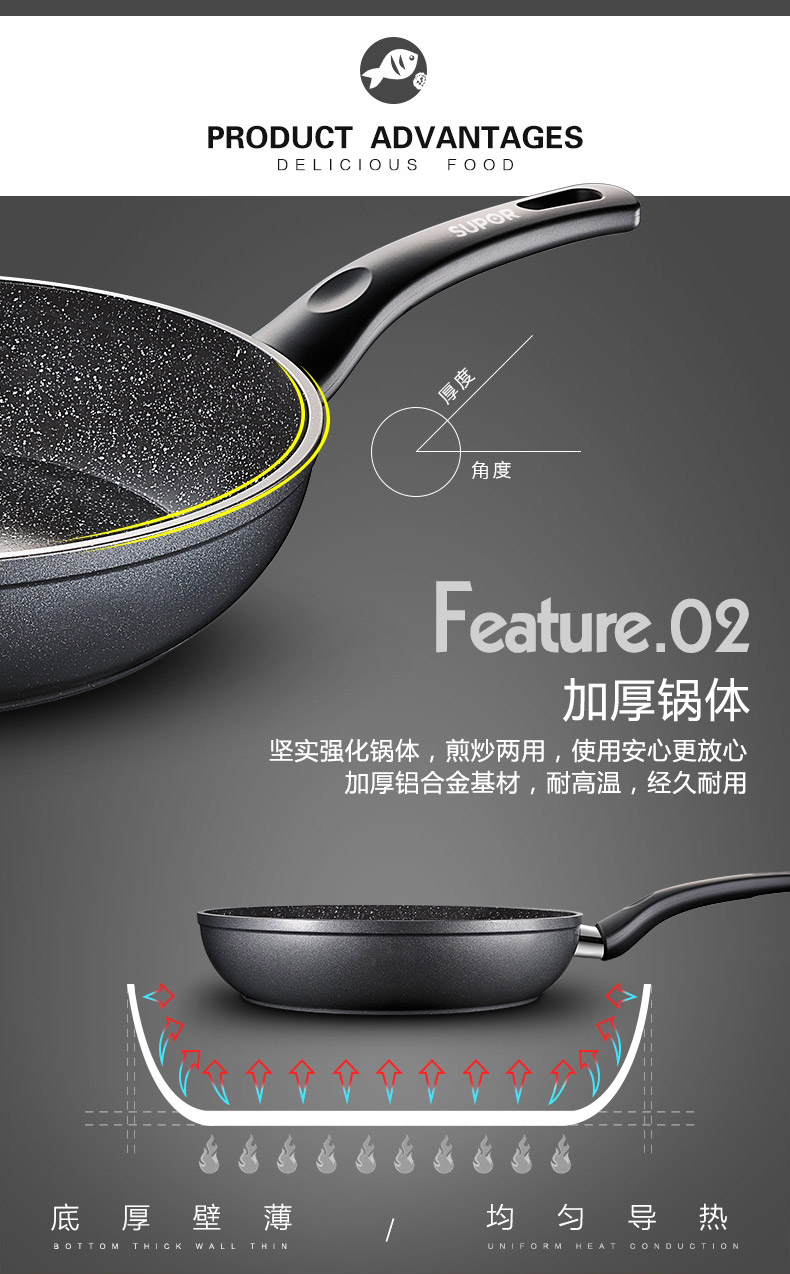 PRODUCT ADVANTAGES
DELICIOUS FOOD
SUPOR
厚度
角度
Feature.02
加厚锅体
坚实强化锅体，煎炒两用，使用安心更放心
加厚铝合金基材，耐高温，经久耐用
底厚壁薄 / 均匀导热
BOTTOM THICK WALL THIN UNIFORM HEAT CONDUCTION